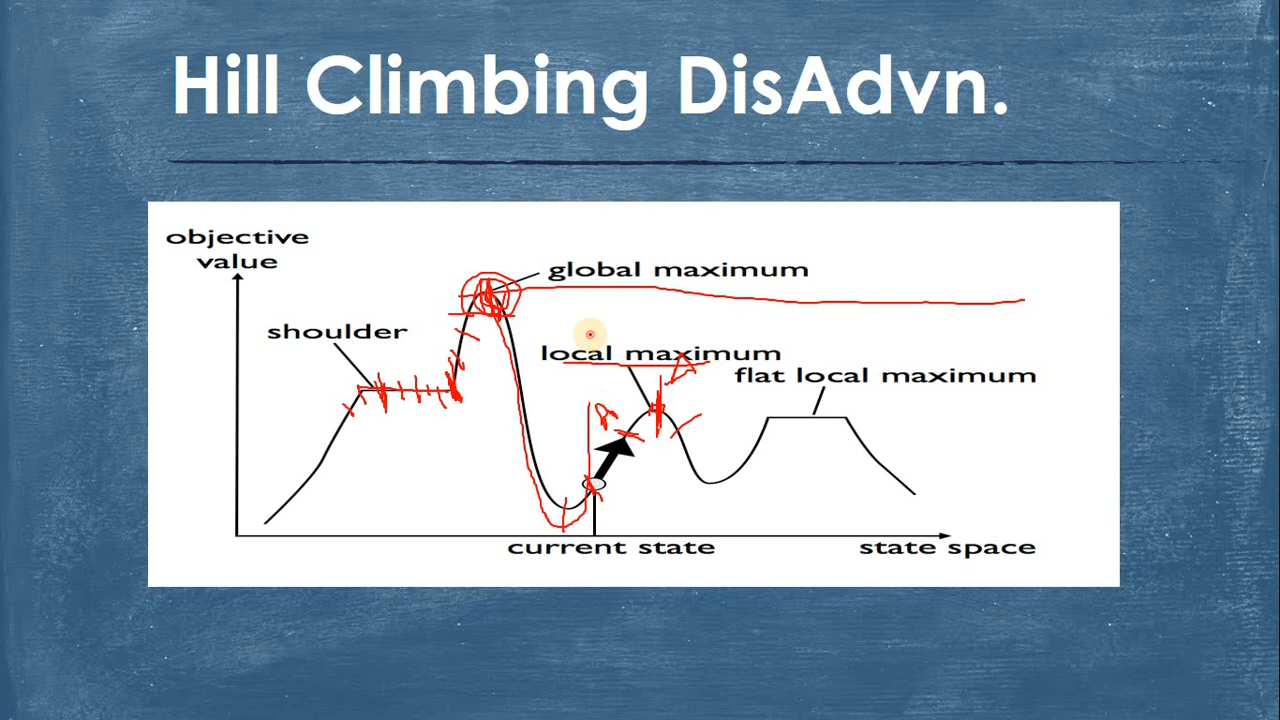 Hill Climbing DisAdvn.
objective
value
global maximum
shoulder
local maximum
flat local maximum
current state
state space